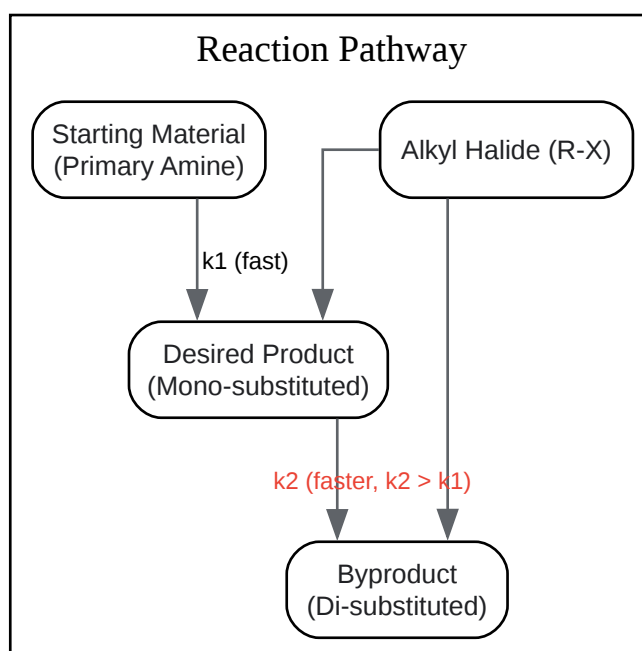 Reaction Pathway
Starting Material
(Primary Amine)
Alkyl Halide (R-X)
k1 (fast)
Desired Product
(Mono-substituted)
k2 (faster, k2 > k1)
Byproduct
(Di-substituted)